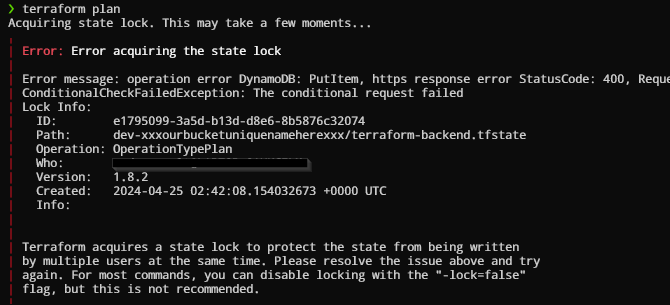 ❯ terraform plan
Acquiring state lock. This may take a few moments...
Error: Error acquiring the state lock
Error message: operation error DynamoDB: PutItem, https response error StatusCode: 400, Reque
ConditionalCheckFailedException: The conditional request failed
Lock Info:
ID: e1795099-3a5d-b13d-d8e6-8b5876c32074
Path: dev-xxxourbucketuniquenameherexxx/terraform-backend.tfstate
Operation: OperationTypePlan
Who:
Version: 1.8.2
Created: 2024-04-25 02:42:08.154032673 +0000 UTC
Info:
Terraform acquires a state lock to protect the state from being written
by multiple users at the same time. Please resolve the issue above and try
again. For most commands, you can disable locking with the "-lock=false"
flag, but this is not recommended.